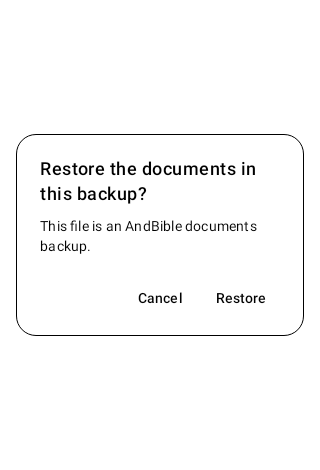 Restore the documents in
this backup?
This file is an AndBible documents
backup.
Cancel Restore